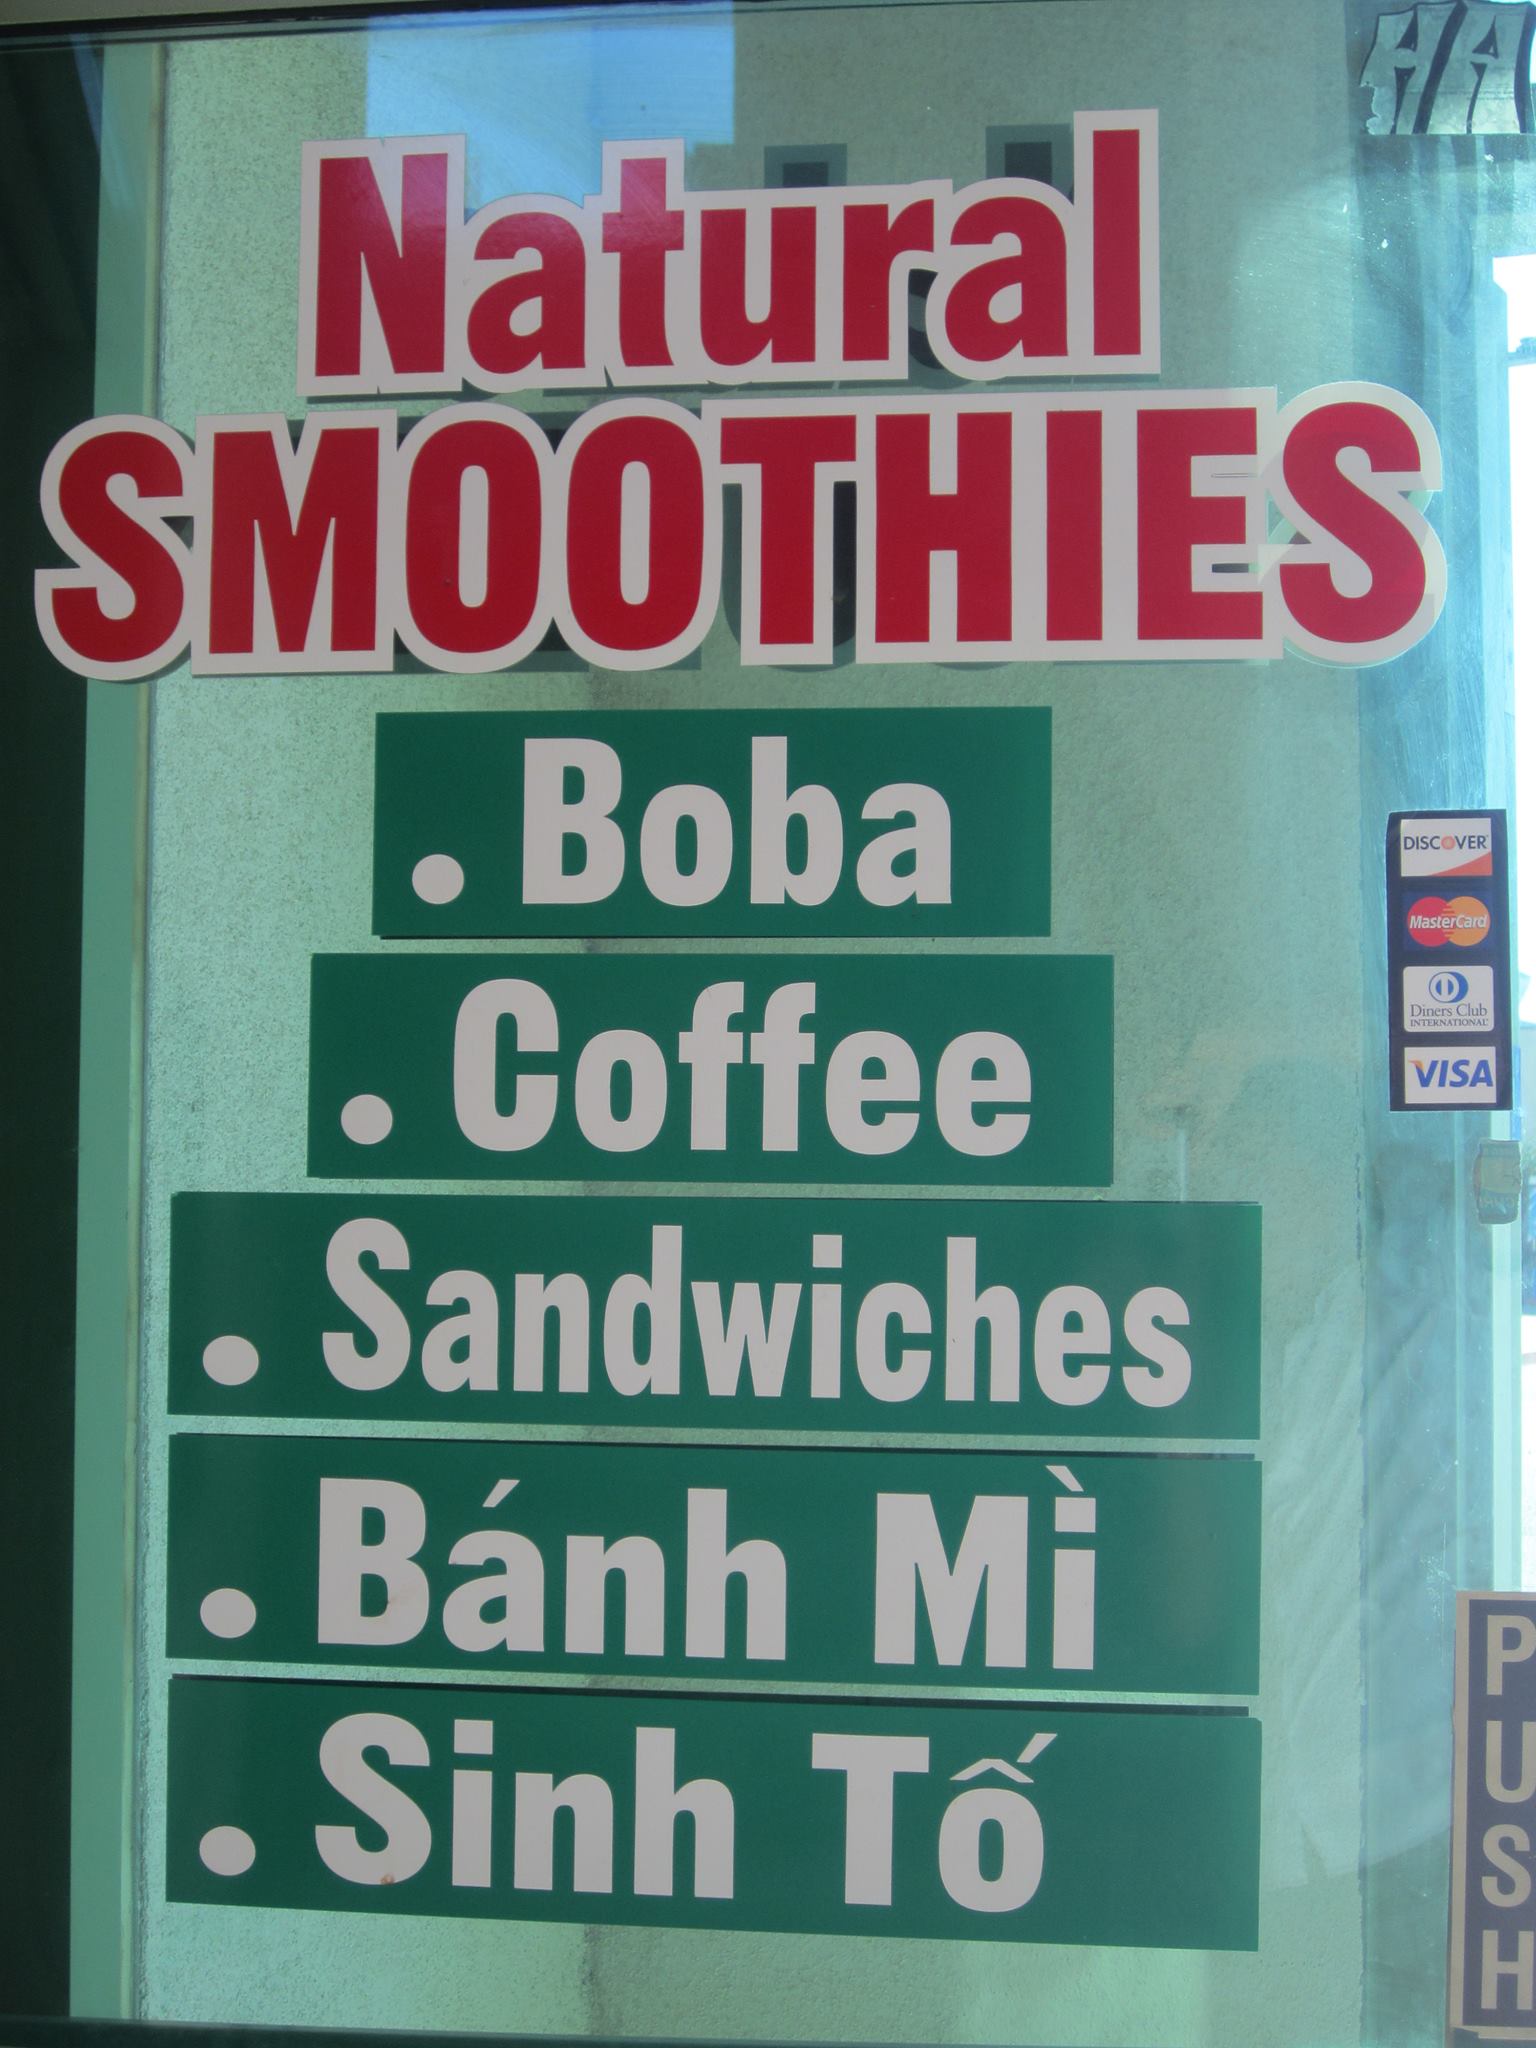 Natural
SMOOTHIES
. Boba
. Coffee
. Sandwiches
. Bánh Mì
. Sinh Tố
DISCOVER
MasterCard
Diners Club
INTERNATIONAL
VISA
PUSH